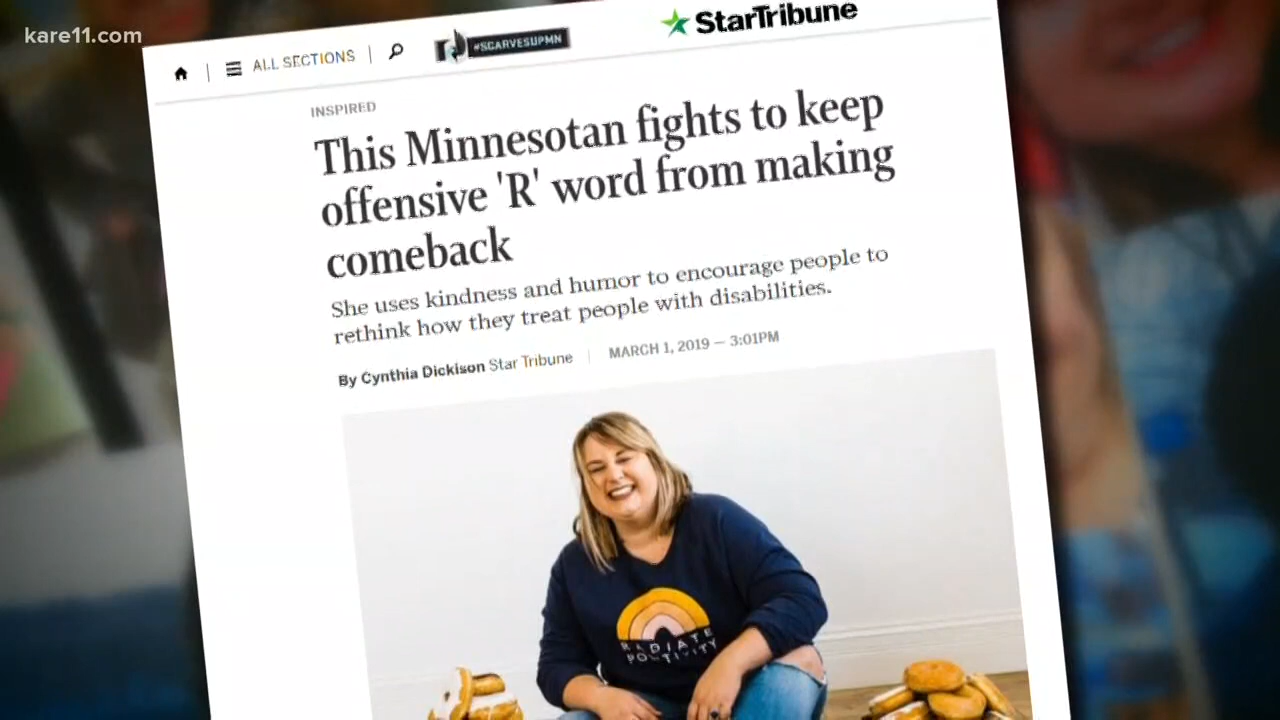 kare11.com
ALL SECTIONS
#SCARVESUPMN
StarTribune
INSPIRED
This Minnesotan fights to keep
offensive 'R' word from making
comeback
She uses kindness and humor to encourage people to
rethink how they treat people with disabilities.
By Cynthia Dickison Star Tribune
MARCH 1, 2019 — 3:01PM
RADIATE
POSITIVITY